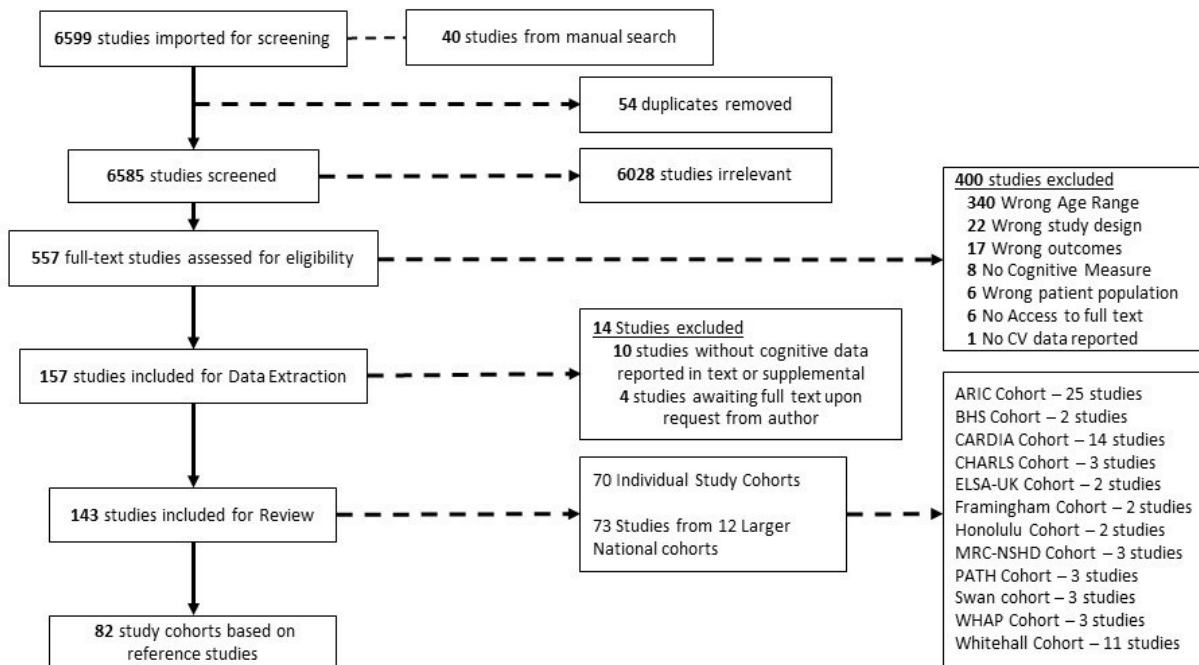 6599 studies imported for screening
40 studies from manual search
54 duplicates removed
6585 studies screened
6028 studies irrelevant
557 full-text studies assessed for eligibility
400 studies excluded
340 Wrong Age Range
22 Wrong study design
17 Wrong outcomes
8 No Cognitive Measure
6 Wrong patient population
6 No Access to full text
1 No CV data reported
157 studies included for Data Extraction
14 Studies excluded
10 studies without cognitive data
reported in text or supplemental
4 studies awaiting full text upon
request from author
143 studies included for Review
70 Individual Study Cohorts
73 Studies from 12 Larger
National cohorts
ARIC Cohort – 25 studies
BHS Cohort – 2 studies
CARDIA Cohort – 14 studies
CHARLS Cohort – 3 studies
ELSA-UK Cohort – 2 studies
Framingham Cohort – 2 studies
Honolulu Cohort – 2 studies
MRC-NSHD Cohort – 3 studies
PATH Cohort – 3 studies
Swan cohort – 3 studies
WHAP Cohort – 3 studies
Whitehall Cohort – 11 studies
82 study cohorts based on
reference studies